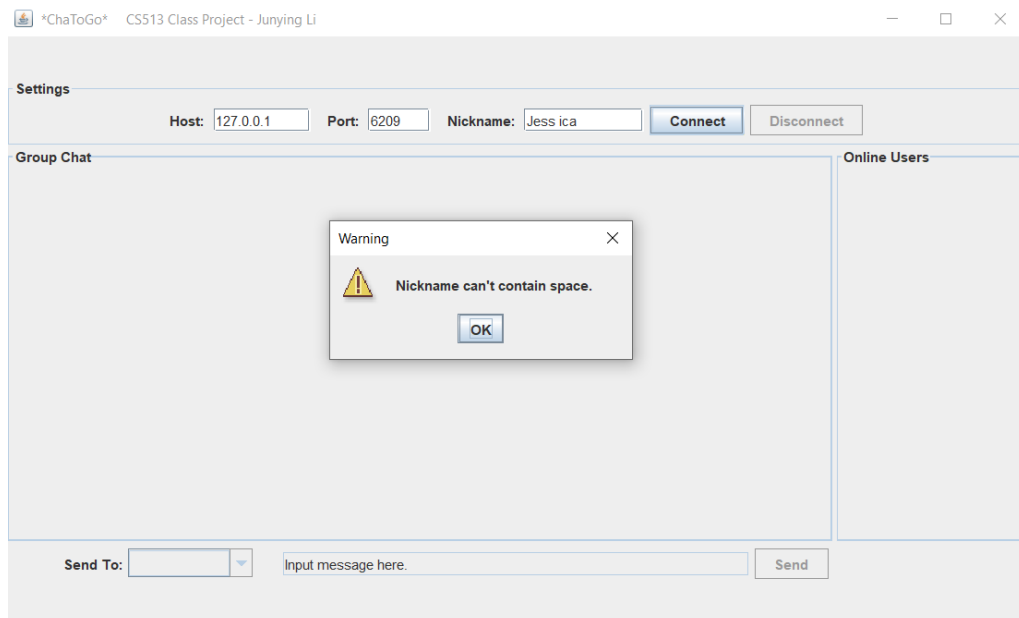 *ChaToGo* CS513 Class Project - Junying Li
Settings
Host: 127.0.0.1 Port: 6209 Nickname: Jess ica Connect Disconnect
Group Chat Online Users
Warning
Nickname can't contain space.
OK
Send To: Input message here. Send